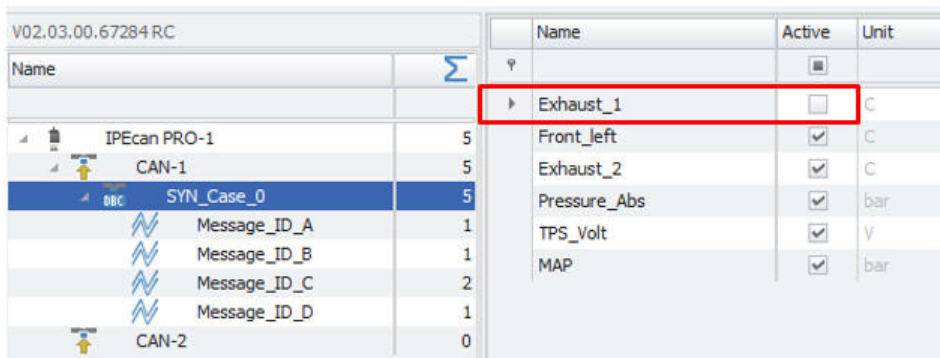 V02.03.00.67284 RC
Name Σ
IPEcan PRO-1 5
CAN-1 5
DBC SYN_Case_0 5
Message_ID_A 1
Message_ID_B 1
Message_ID_C 2
Message_ID_D 1
CAN-2 0
Name Active Unit
Exhaust_1 C
Front_left C
Exhaust_2 C
Pressure_Abs bar
TPS_Volt V
MAP bar